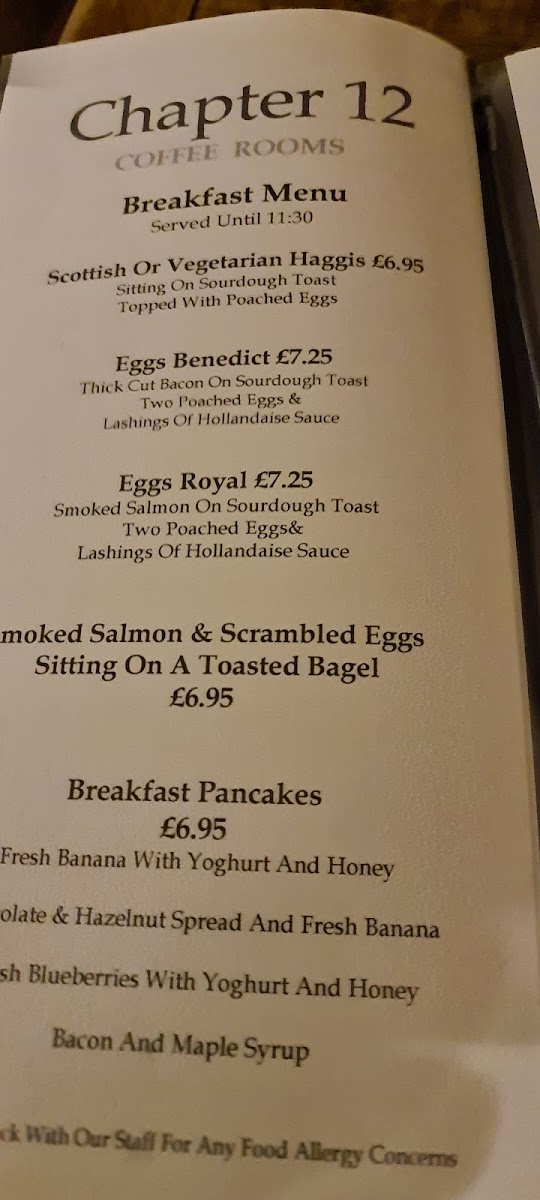 Chapter 12
COFFEE ROOMS
Breakfast Menu
Served Until 11:30
Scottish Or Vegetarian Haggis £6.95
Sitting On Sourdough Toast
Topped With Poached Eggs
Eggs Benedict £7.25
Thick Cut Bacon On Sourdough Toast
Two Poached Eggs &
Lashings Of Hollandaise Sauce
Eggs Royal £7.25
Smoked Salmon On Sourdough Toast
Two Poached Eggs&
Lashings Of Hollandaise Sauce
moked Salmon & Scrambled Eggs
Sitting On A Toasted Bagel
£6.95
Breakfast Pancakes
£6.95
Fresh Banana With Yoghurt And Honey
olate & Hazelnut Spread And Fresh Banana
sh Blueberries With Yoghurt And Honey
Bacon And Maple Syrup
ck With Our Staff For Any Food Allergy Concerns